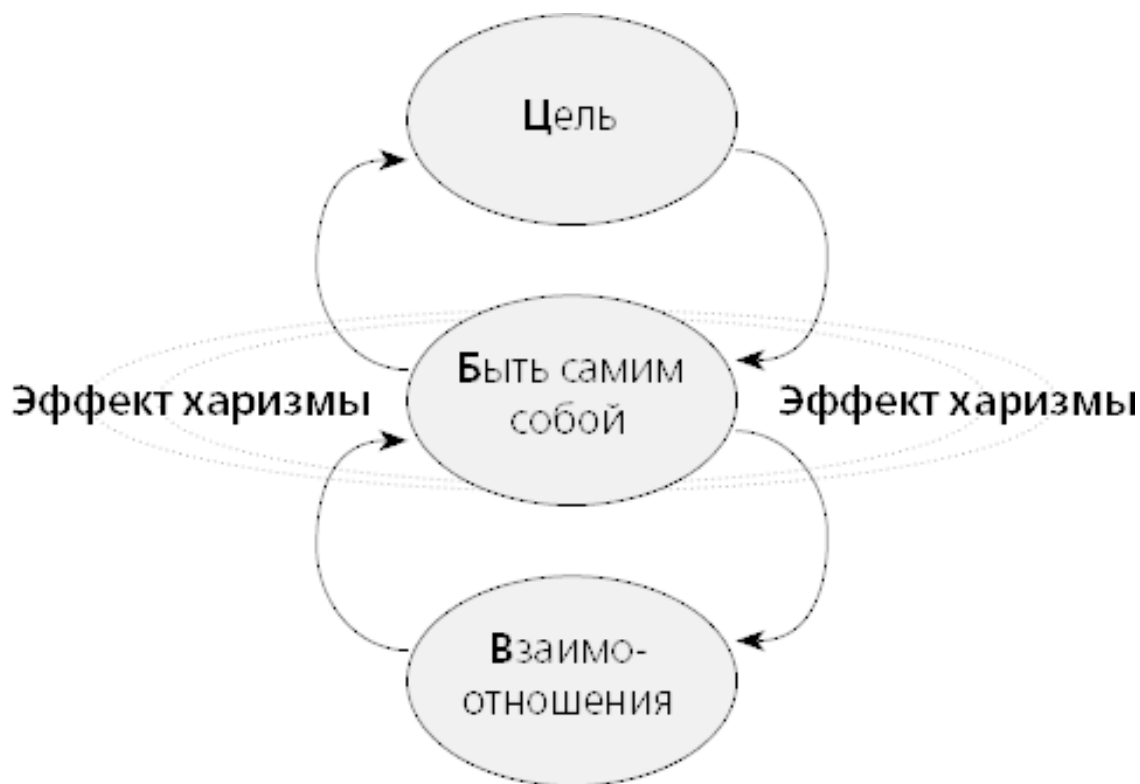 Цель
Быть самим
собой
Эффект харизмы
Эффект харизмы
Взаимо-
отношения